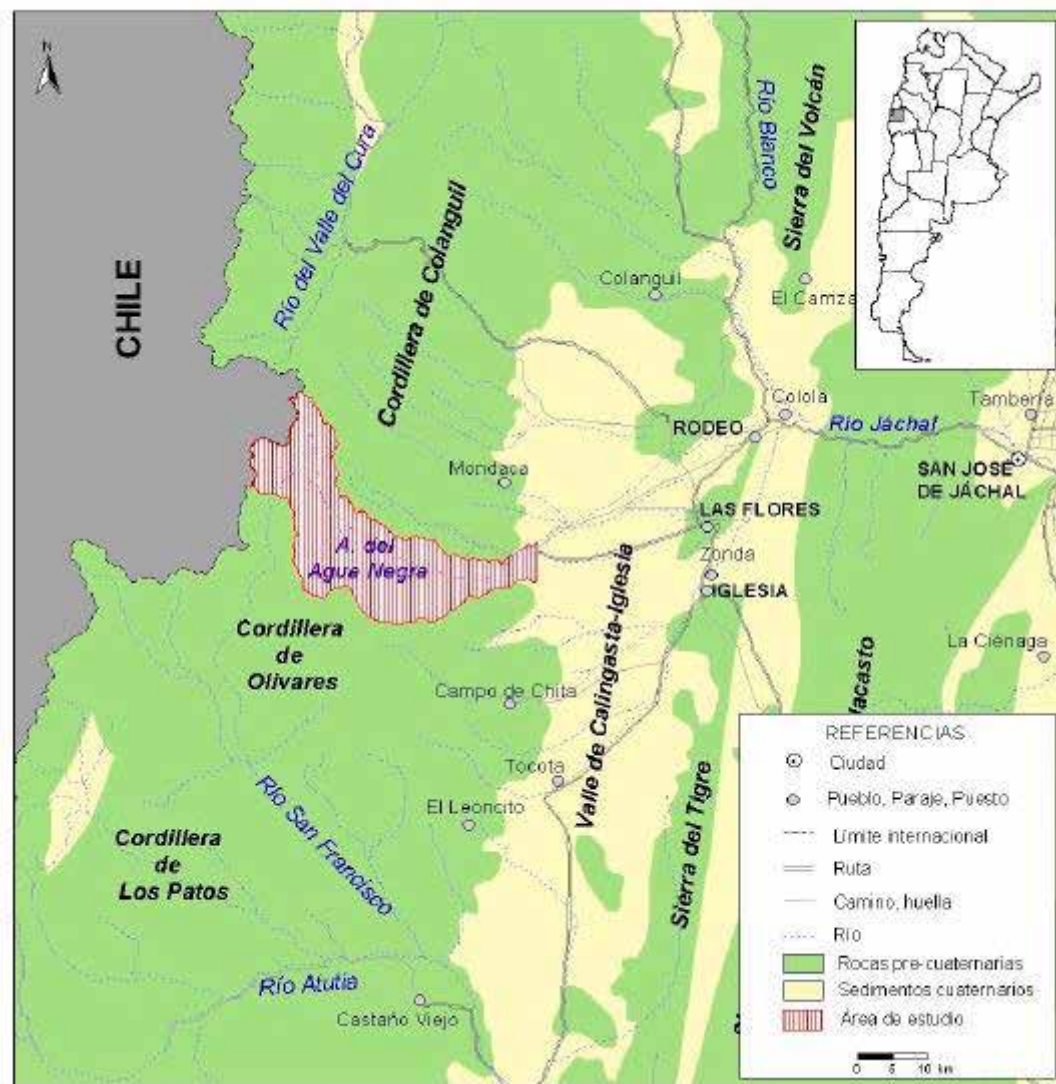 N
CHILE
Río del Valle del Cura
Cordillera de Colanguil
Río Blanco
Sierra del Volcán
Colanguil
El Camza
Colola
Tamberia
RODEO
Río Jáchal
SAN JOSE
DE JÁCHAL
Mondaca
LAS FLORES
Zonda
IGLESIA
A. del
Agua Negra
Cordillera
de
Olivares
Valle de Calingasta-Iglesia
La Ciénaga
Campo de Chita
Tocota
El Leoncito
Sierra del Tigre
Río San Francisco
Cordillera
de
Los Patos
Río Atutia
Castaño Viejo
REFERENCIAS
Ciudad
Pueblo, Paraje, Puesto
Límite internacional
Ruta
Camino, huella
Río
Rocas pre-cuaternarias
Sedimentos cuaternarios
Área de estudio
0 5 10 km